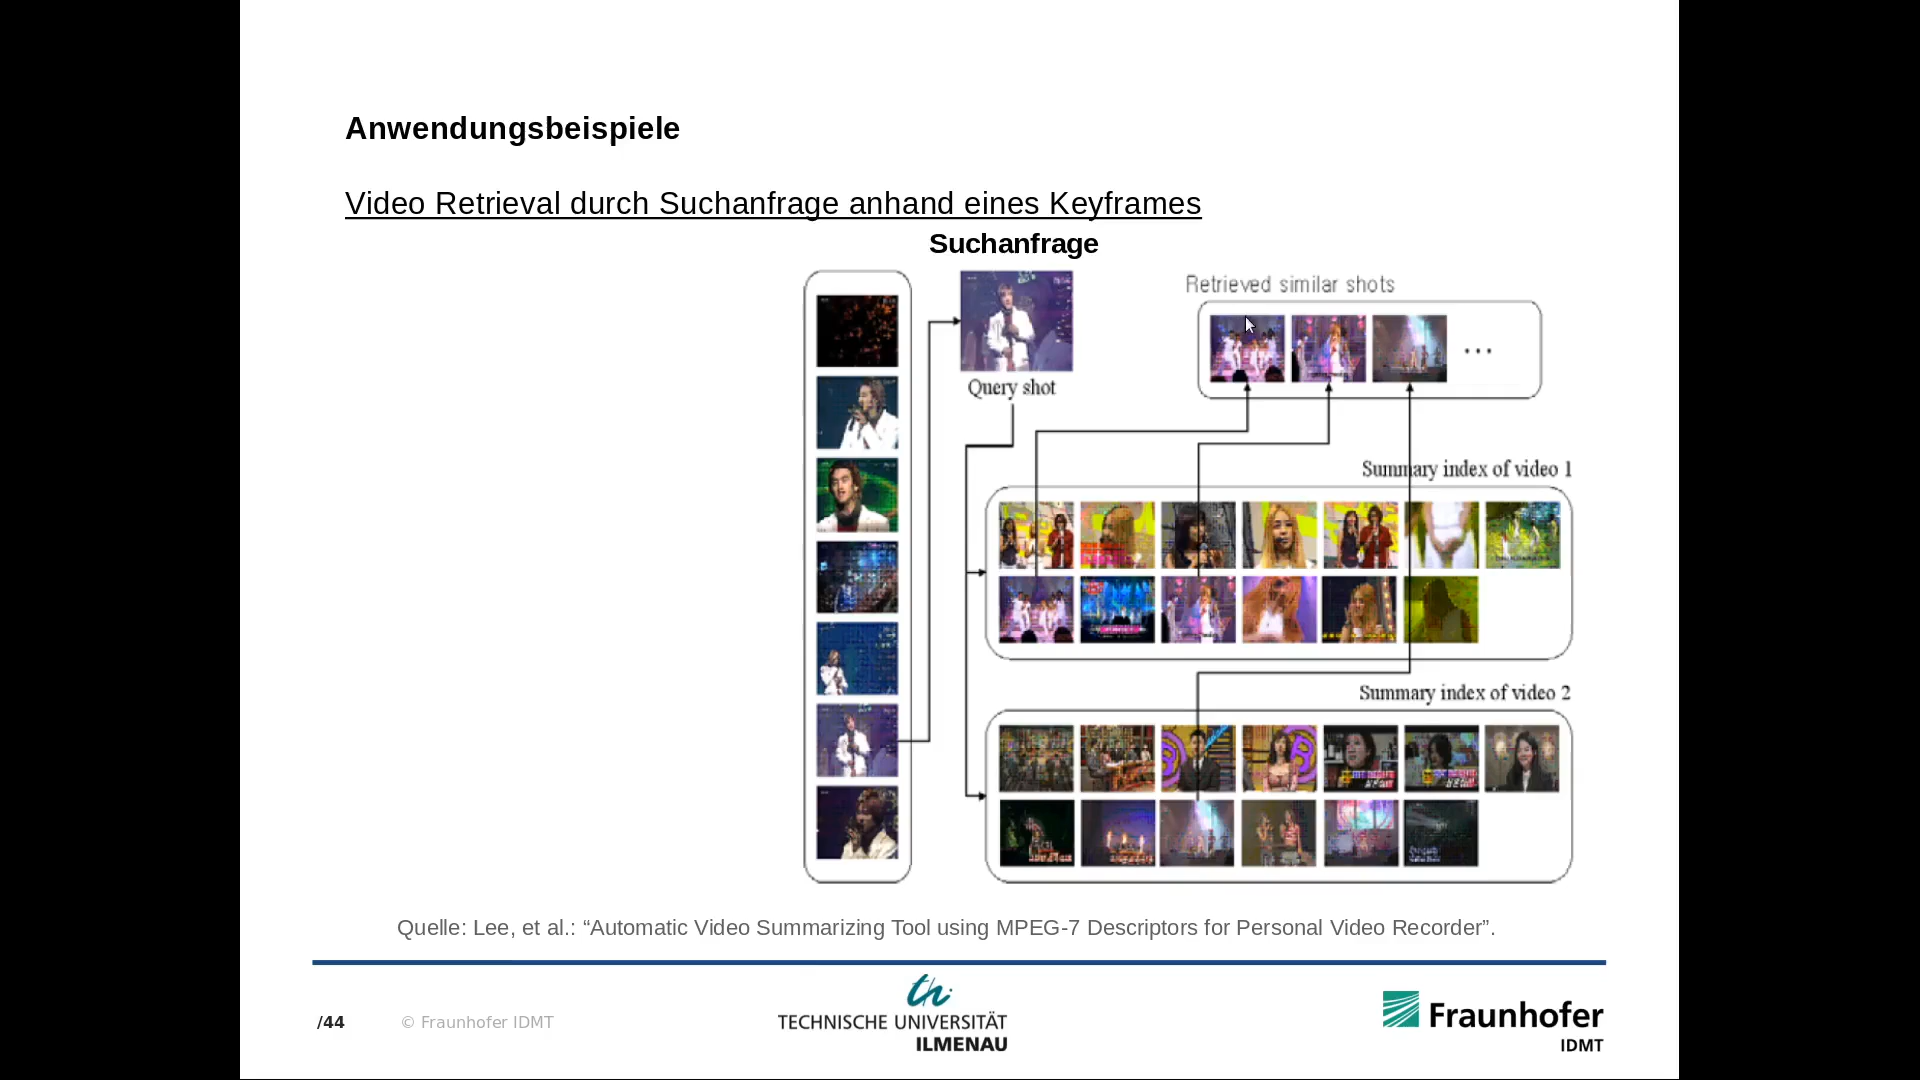 Anwendungsbeispiele
Video Retrieval durch Suchanfrage anhand eines Keyframes
Suchanfrage
Retrieved similar shots
Query shot
Summary index of video 1
Summary index of video 2
Quelle: Lee, et al.: “Automatic Video Summarizing Tool using MPEG-7 Descriptors for Personal Video Recorder”.
/44
© Fraunhofer IDMT
th
TECHNISCHE UNIVERSITÄT
ILMENAU
Fraunhofer
IDMT